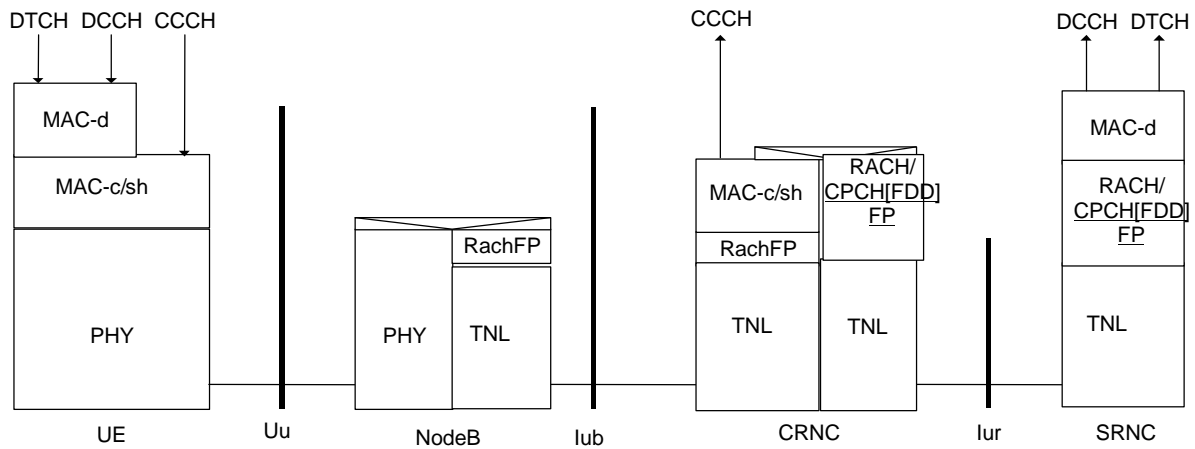 DTCH DCCH CCCH
CCCH
DCCH DTCH
MAC-d
MAC-c/sh
PHY
UE
Uu
RachFP
PHY
TNL
NodeB
Iub
MAC-c/sh
RachFP
TNL
RACH/
CPCH[FDD]
FP
TNL
CRNC
Iur
MAC-d
RACH/
CPCH[FDD]
FP
TNL
SRNC